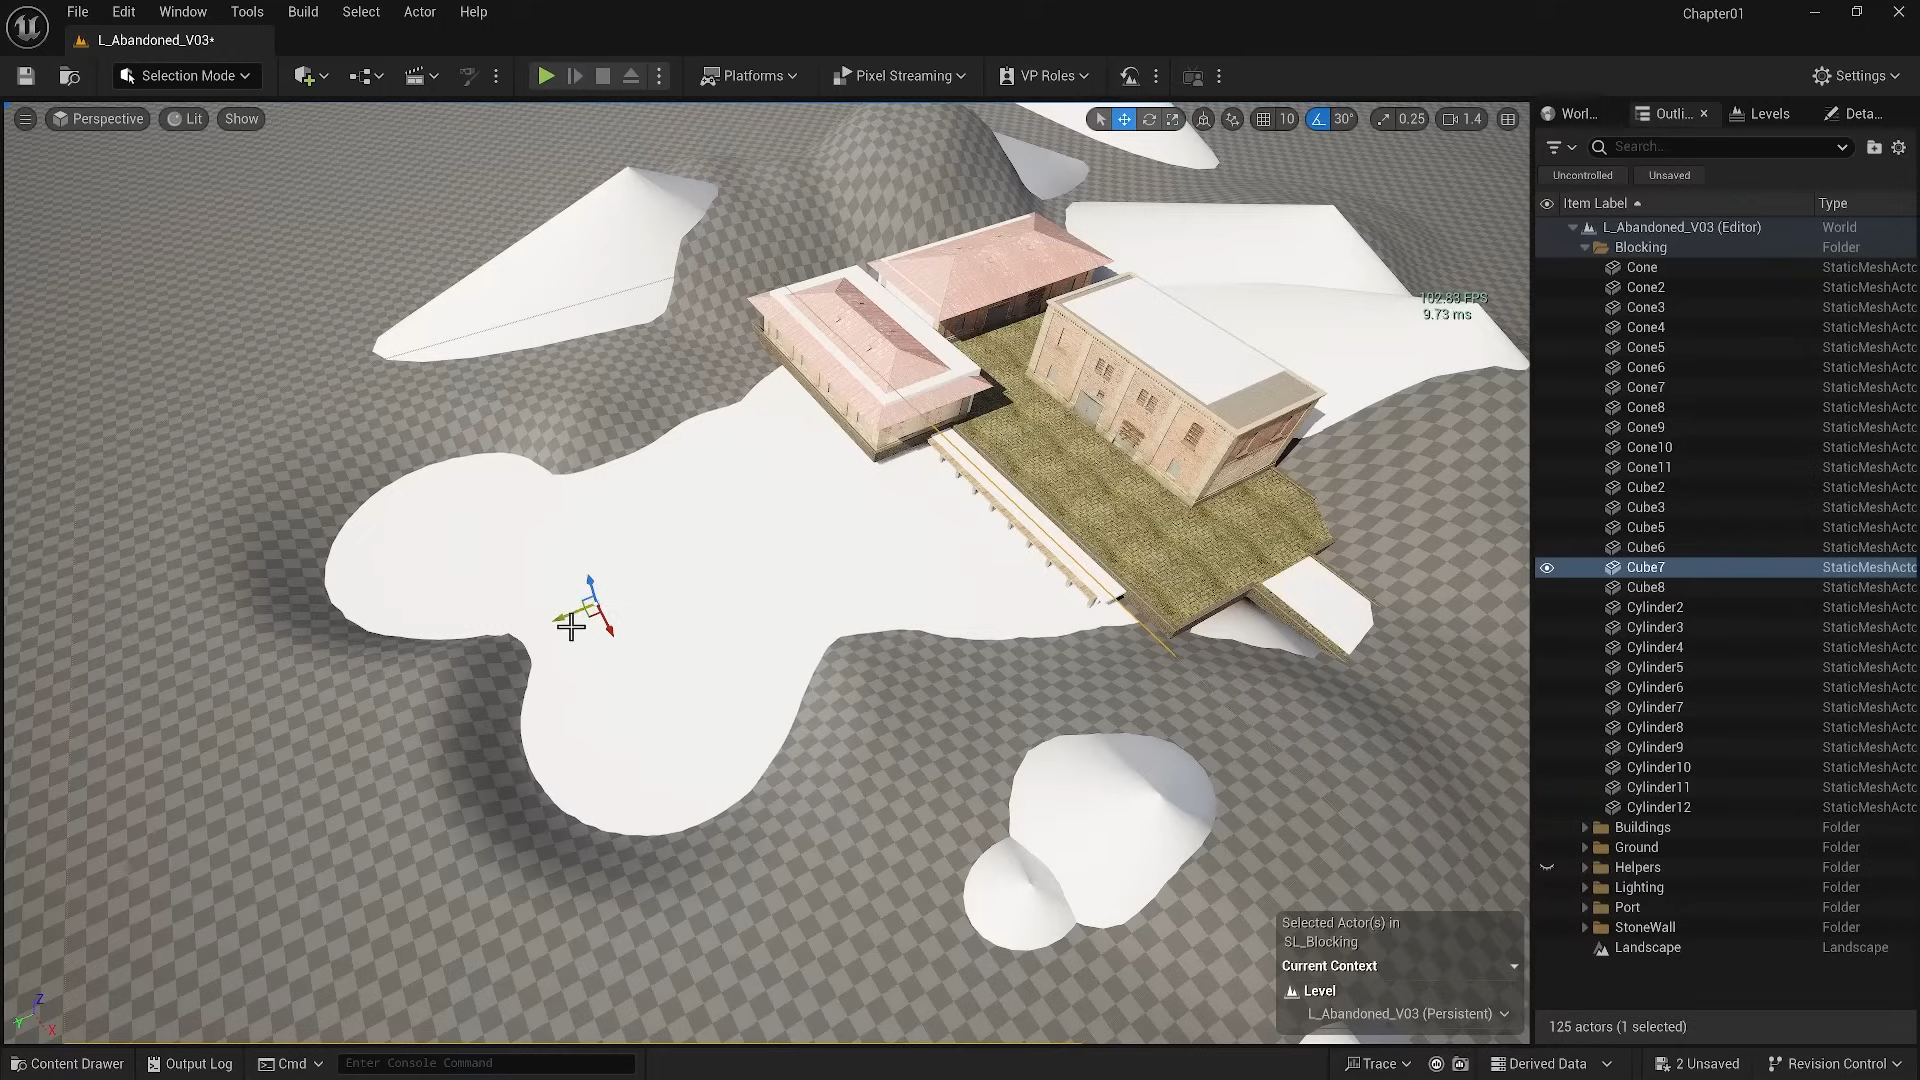 File Edit Window Tools Build Select Actor Help
Chapter01
L_Abandoned_V03*
Selection Mode
Platforms
Pixel Streaming
VP Roles
Settings
Perspective Lit Show
10 30° 0.25 1.4
Worl... Outli... × Levels Deta...
Search...
Uncontrolled Unsaved
Item Label Type
L_Abandoned_V03 (Editor) World
Blocking Folder
Cone StaticMeshActo
Cone2 StaticMeshActo
Cone3 StaticMeshActo
Cone4 StaticMeshActo
Cone5 StaticMeshActo
Cone6 StaticMeshActo
Cone7 StaticMeshActo
Cone8 StaticMeshActo
Cone9 StaticMeshActo
Cone10 StaticMeshActo
Cone11 StaticMeshActo
Cube2 StaticMeshActo
Cube3 StaticMeshActo
Cube5 StaticMeshActo
Cube6 StaticMeshActo
Cube7 StaticMeshActo
Cube8 StaticMeshActo
Cylinder2 StaticMeshActo
Cylinder3 StaticMeshActo
Cylinder4 StaticMeshActo
Cylinder5 StaticMeshActo
Cylinder6 StaticMeshActo
Cylinder7 StaticMeshActo
Cylinder8 StaticMeshActo
Cylinder9 StaticMeshActo
Cylinder10 StaticMeshActo
Cylinder11 StaticMeshActo
Cylinder12 StaticMeshActo
Buildings Folder
Ground Folder
Helpers Folder
Lighting Folder
Port Folder
StoneWall Folder
Landscape Landscape
125 actors (1 selected)
102.83 FPS
9.73 ms
Selected Actor(s) in
SL_Blocking
Current Context
Level
L_Abandoned_V03 (Persistent)
Z
Y X
Content Drawer Output Log Cmd Enter Console Command
Trace Derived Data 2 Unsaved Revision Control